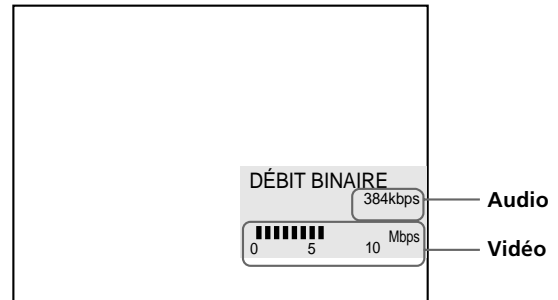 DÉBIT BINAIRE
384kbps
Audio
Mbps
0 5 10
Vidéo